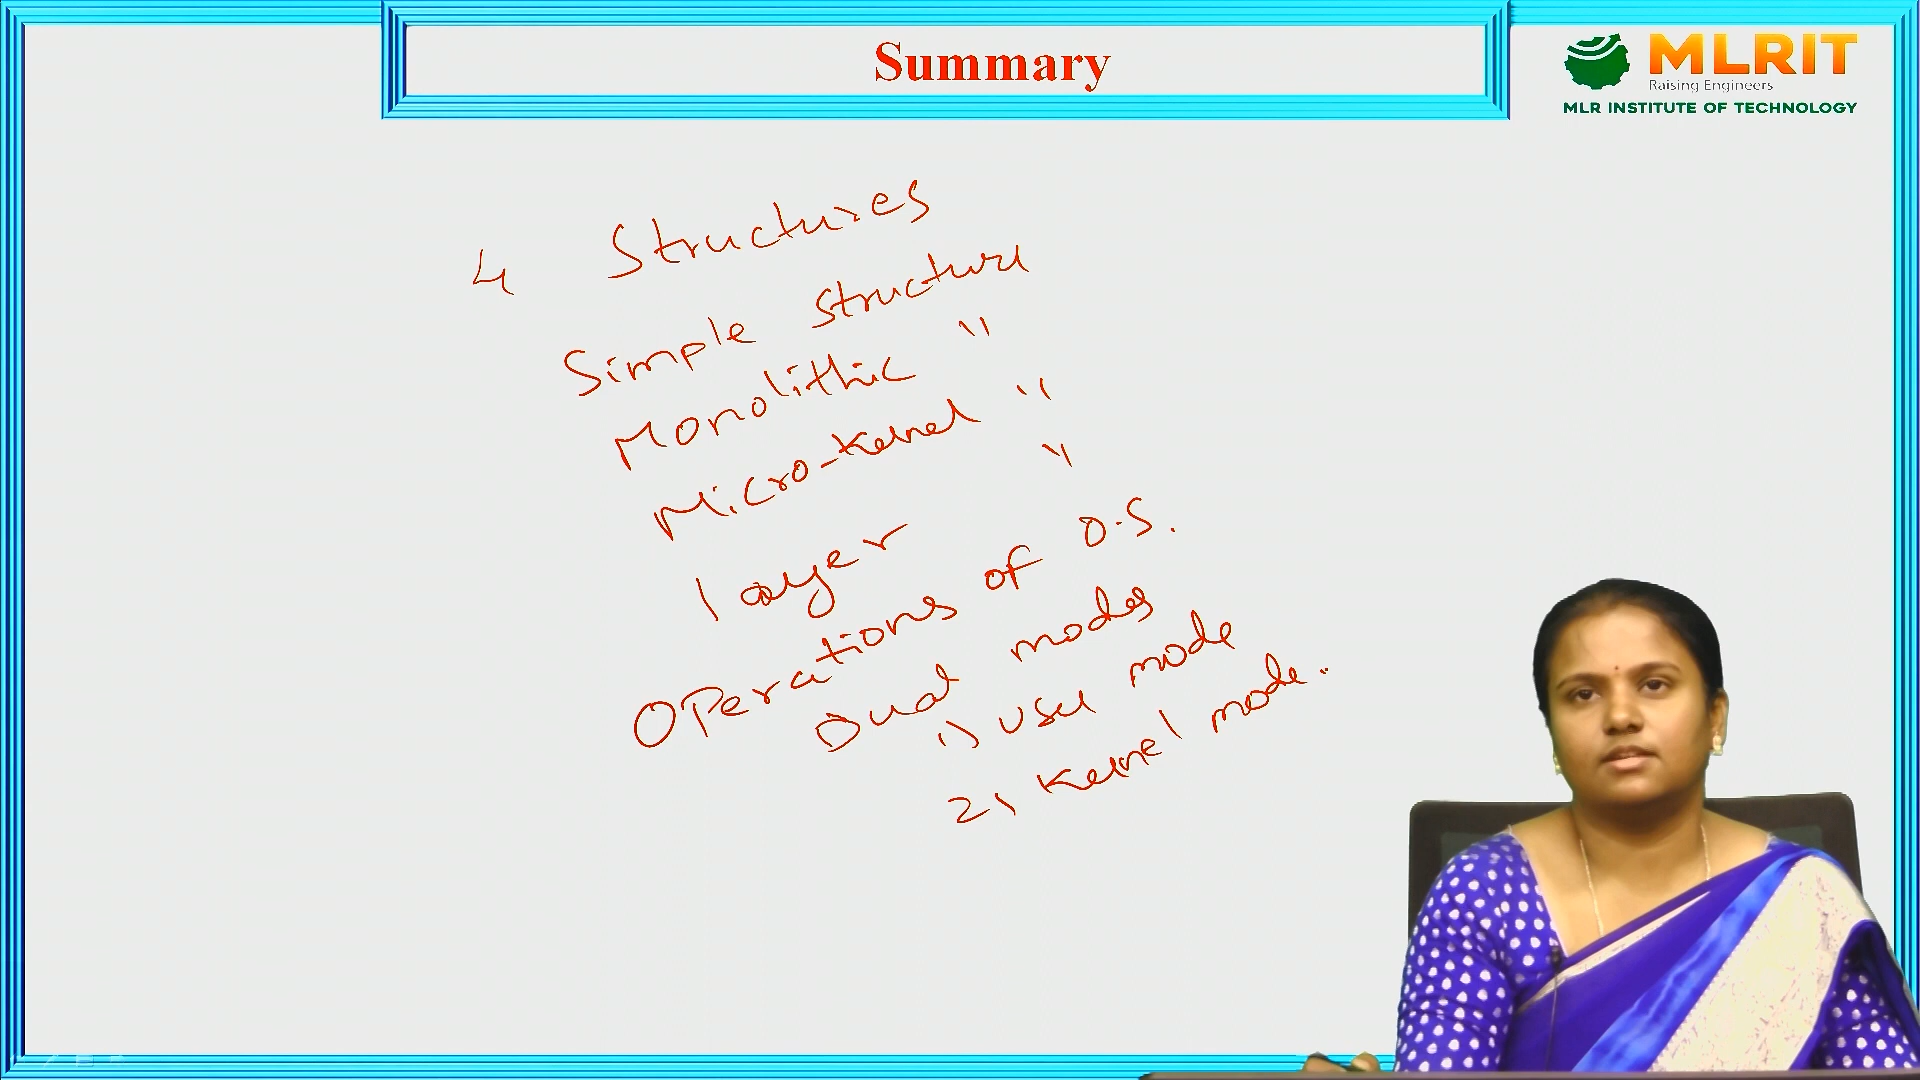 Summary
MLRIT
Raising Engineers
MLR INSTITUTE OF TECHNOLOGY
4 Structures
Simple structure
Monolithic "
Micro-kernel "
layer "
Operations of O.S.
Dual modes
1) user mode
2) Kernel mode.